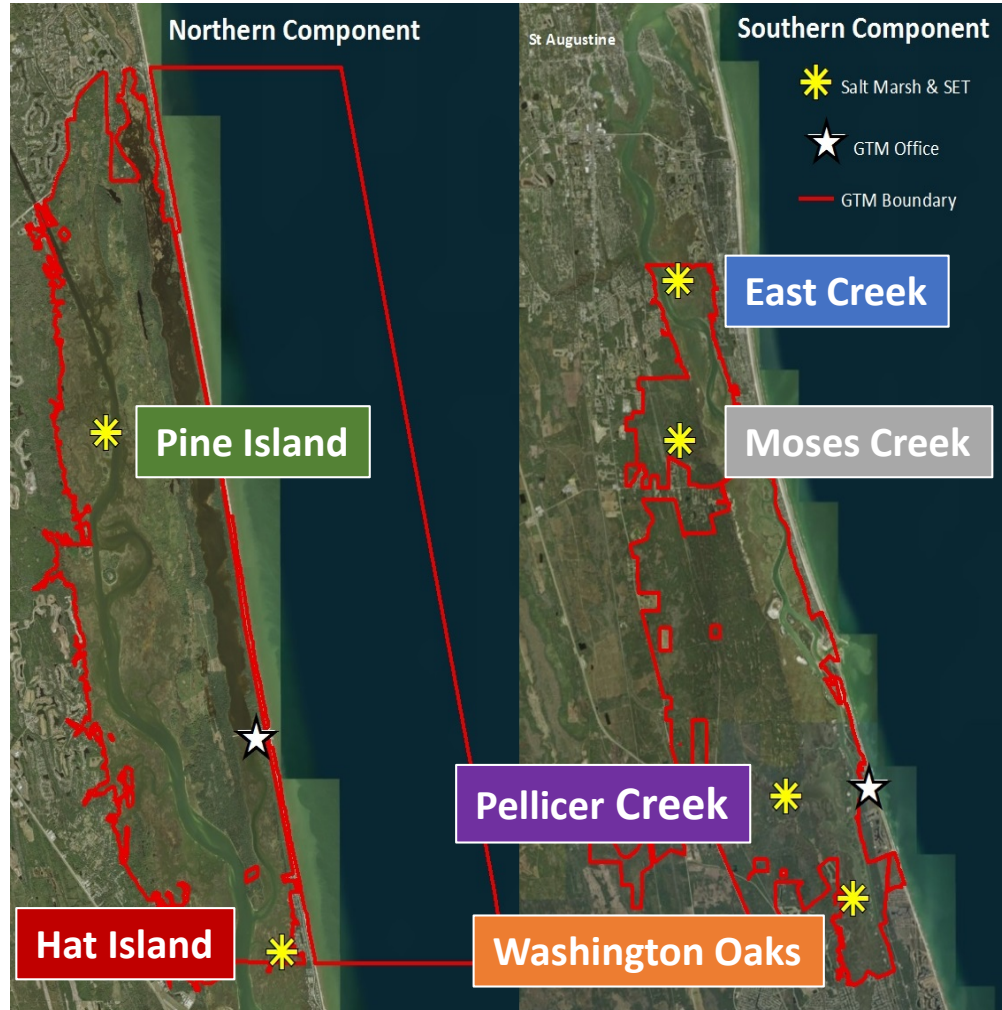 Northern Component
St Augustine
Southern Component
Salt Marsh & SET
GTM Office
GTM Boundary
East Creek
Pine Island
Moses Creek
Pellicer Creek
Hat Island
Washington Oaks